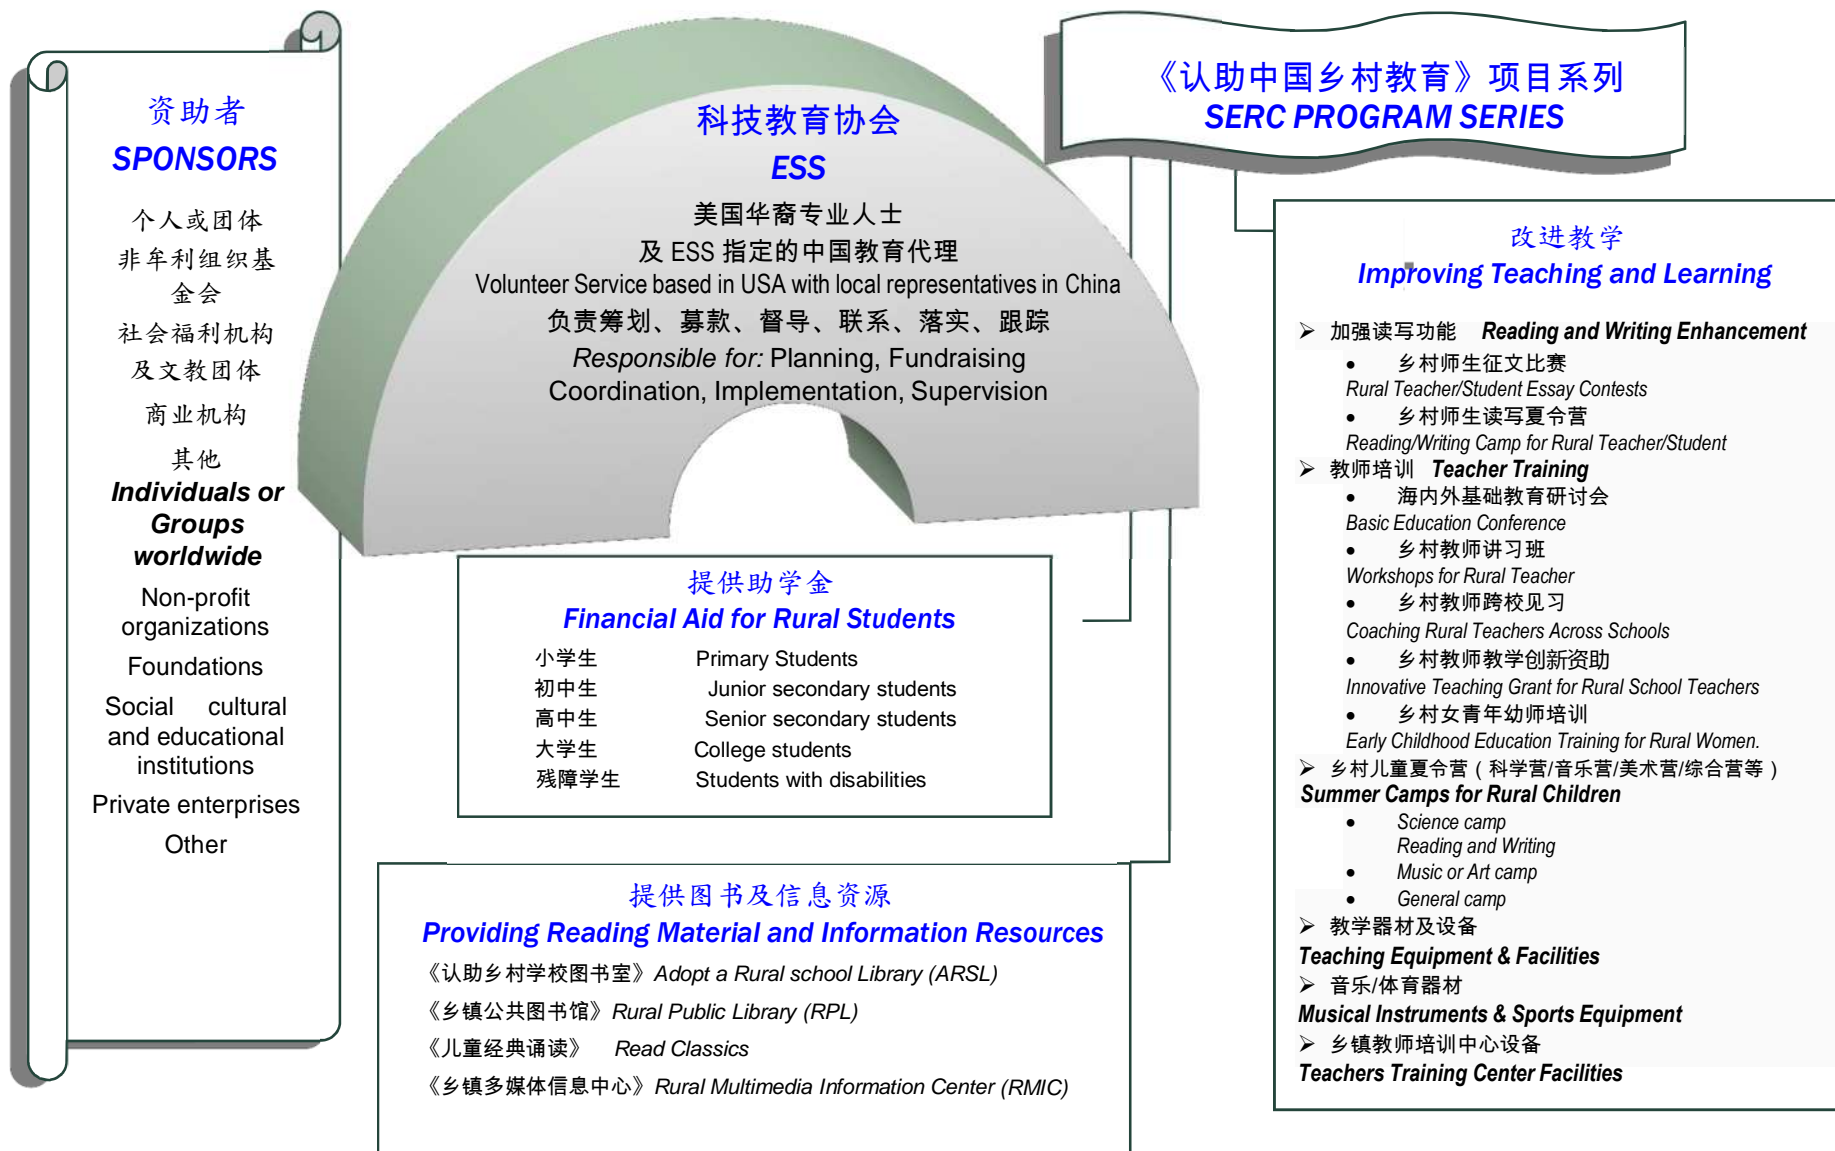 资助者
SPONSORS
个人或团体
非牟利组织基
金会
社会福利机构
及文教团体
商业机构
其他
Individuals or
Groups
worldwide
Non-profit
organizations
Foundations
Social cultural
and educational
institutions
Private enterprises
Other
科技教育协会
ESS
美国华裔专业人士
及 ESS 指定的中国教育代理
Volunteer Service based in USA with local representatives in China
负责筹划、募款、督导、联系、落实、跟踪
Responsible for: Planning, Fundraising
Coordination, Implementation, Supervision
《认助中国乡村教育》项目系列
SERC PROGRAM SERIES
提供助学金
Financial Aid for Rural Students
小学生 Primary Students
初中生 Junior secondary students
高中生 Senior secondary students
大学生 College students
残障学生 Students with disabilities
提供图书及信息资源
Providing Reading Material and Information Resources
《认助乡村学校图书室》Adopt a Rural school Library (ARSL)
《乡镇公共图书馆》Rural Public Library (RPL)
《儿童经典诵读》 Read Classics
《乡镇多媒体信息中心》Rural Multimedia Information Center (RMIC)
改进教学
Improving Teaching and Learning
➢ 加强读写功能 Reading and Writing Enhancement
• 乡村师生征文比赛
Rural Teacher/Student Essay Contests
• 乡村师生读写夏令营
Reading/Writing Camp for Rural Teacher/Student
➢ 教师培训 Teacher Training
• 海内外基础教育研讨会
Basic Education Conference
• 乡村教师讲习班
Workshops for Rural Teacher
• 乡村教师跨校见习
Coaching Rural Teachers Across Schools
• 乡村教师教学创新资助
Innovative Teaching Grant for Rural School Teachers
• 乡村女青年幼师培训
Early Childhood Education Training for Rural Women.
➢ 乡村儿童夏令营（科学营/音乐营/美术营/综合营等）
Summer Camps for Rural Children
• Science camp
Reading and Writing
• Music or Art camp
• General camp
➢ 教学器材及设备
Teaching Equipment & Facilities
➢ 音乐/体育器材
Musical Instruments & Sports Equipment
➢ 乡镇教师培训中心设备
Teachers Training Center Facilities